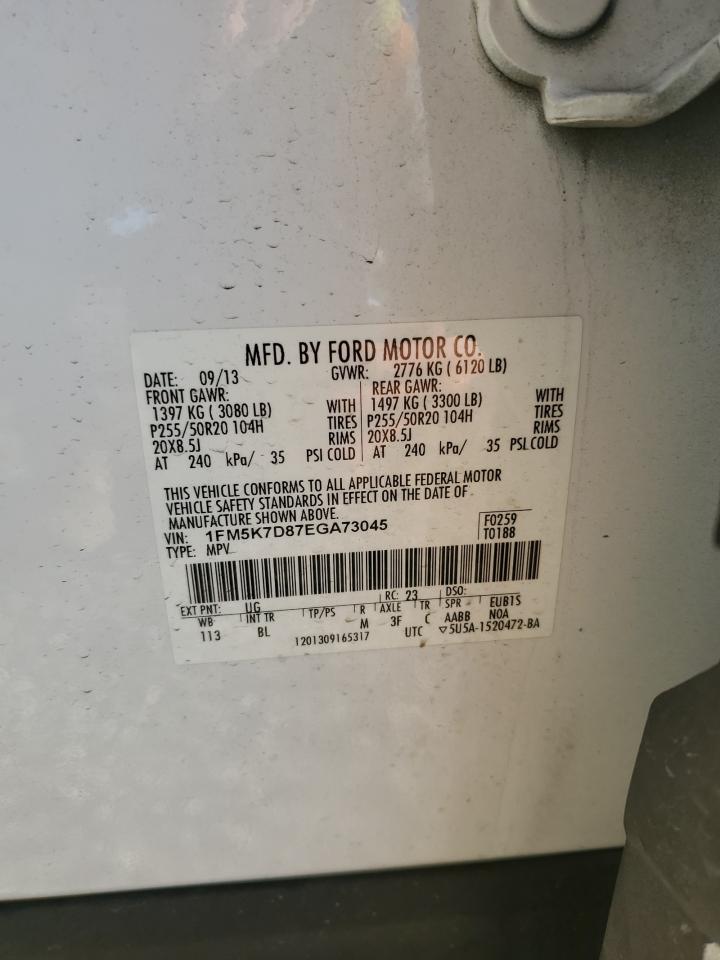 MFD. BY FORD MOTOR CO.
DATE: 09/13 GVWR: 2776 KG ( 6120 LB)
FRONT GAWR: REAR GAWR:
1397 KG ( 3080 LB) WITH 1497 KG ( 3300 LB) WITH
P255/50R20 104H TIRES P255/50R20 104H TIRES
20X8.5J RIMS 20X8.5J RIMS
AT 240 kPa/ 35 PSI COLD AT 240 kPa/ 35 PSI COLD
THIS VEHICLE CONFORMS TO ALL APPLICABLE FEDERAL MOTOR
VEHICLE SAFETY STANDARDS IN EFFECT ON THE DATE OF
MANUFACTURE SHOWN ABOVE.
VIN: 1FM5K7D87EGA73045 F0259
TYPE: MPV T0188
EXT PNT: UG RC: 23 DSO:
WB INT TR TP/PS R AXLE TR SPR EUB1S
113 BL M 3F C AABB N0A
1201309165317 UTC ▽5U5A-1520472-BA